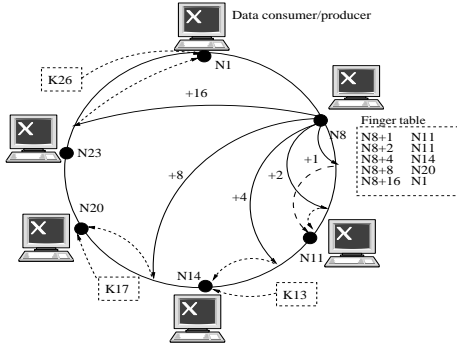 Data consumer/producer
N1
K26
+16
N8
Finger table
N8+1 N11
N8+2 N11
N8+4 N14
N8+8 N20
N8+16 N1
N23
+8
+1
+2
+4
N20
N11
N14
K17
K13